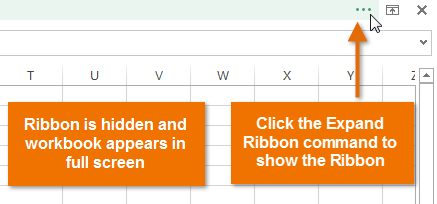 T U V W X Y Z
Ribbon is hidden and
workbook appears in
full screen
Click the Expand
Ribbon command to
show the Ribbon